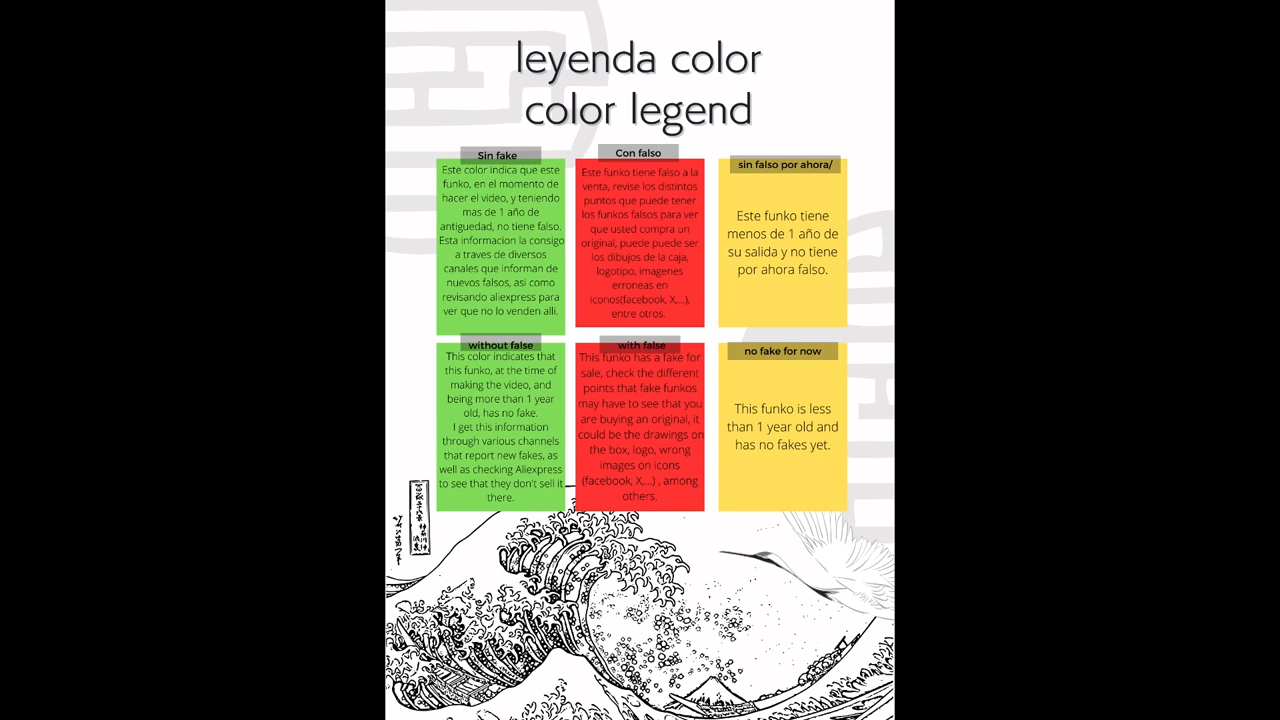 leyenda color
color legend
Sin fake
Este color indica que este
funko, en el momento de
hacer el video, y teniendo
mas de 1 año de
antiguedad, no tiene falso.
Esta informacion la consigo
a traves de diversos
canales que informan de
nuevos falsos, asi como
revisando aliexpress para
ver que no lo venden alli.
Con falso
Este funko tiene falso a la
venta, revise los distintos
puntos que puede tener
los funkos falsos para ver
que usted compra un
original, puede puede ser
los dibujos de la caja,
logotipo, imagenes
erroneas en
iconos(facebook, X,...),
entre otros.
sin falso por ahora/
Este funko tiene
menos de 1 año de
su salida y no tiene
por ahora falso.
without false
This color indicates that
this funko, at the time of
making the video, and
being more than 1 year
old, has no fake.
I get this information
through various channels
that report new fakes, as
well as checking Aliexpress
to see that they don't sell it
there.
with false
This funko has a fake for
sale, check the different
points that fake funkos
may have to see that you
are buying an original, it
could be the drawings on
the box, logo, wrong
images on icons
(facebook, X,...) , among
others.
no fake for now
This funko is less
than 1 year old and
has no fakes yet.